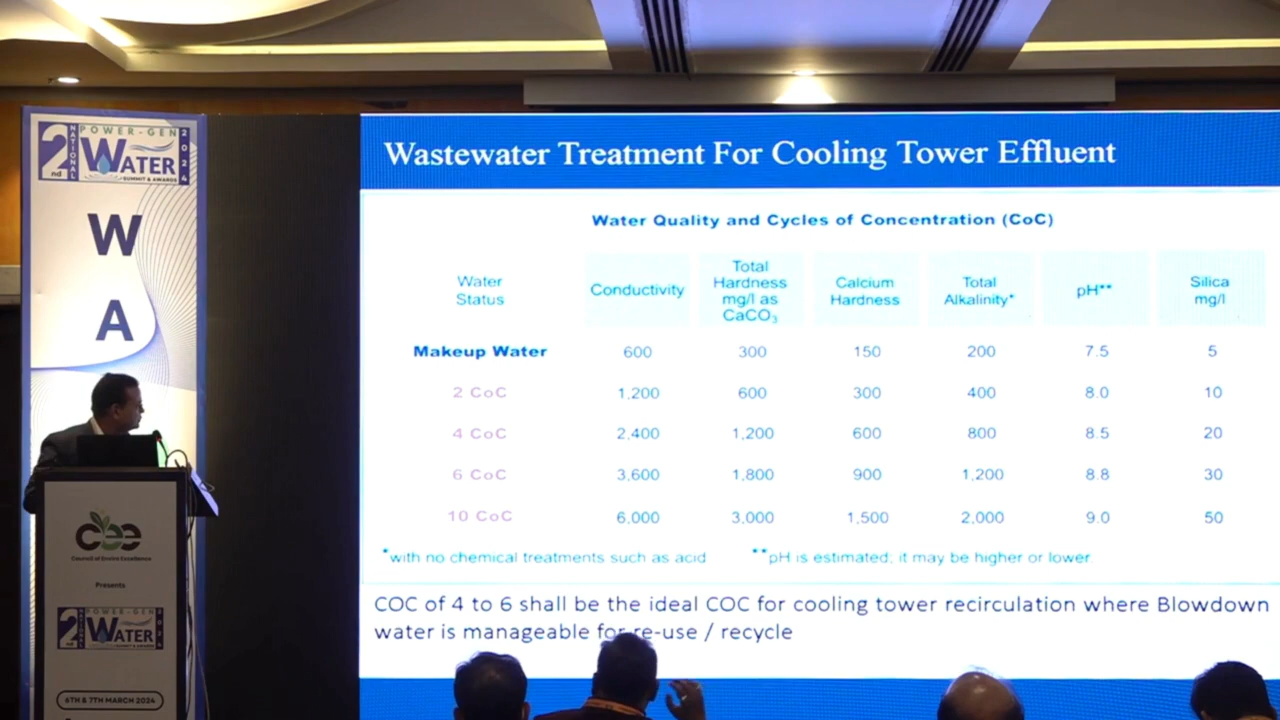 2nd
NATIONAL
POWER-GEN
WATER
SUMMIT & AWARDS
2024
W
A
cee
Council of Enviro Excellence
Presents
2nd
NATIONAL
POWER-GEN
WATER
SUMMIT & AWARDS
2024
6TH & 7TH MARCH 2024
Wastewater Treatment For Cooling Tower Effluent
Water Quality and Cycles of Concentration (CoC)
Water Status Conductivity Total Hardness mg/l as CaCO₃ Calcium Hardness Total Alkalinity* pH** Silica mg/l
Makeup Water 600 300 150 200 7.5 5
2 CoC 1,200 600 300 400 8.0 10
4 CoC 2,400 1,200 600 800 8.5 20
6 CoC 3,600 1,800 900 1,200 8.8 30
10 CoC 6,000 3,000 1,500 2,000 9.0 50
*with no chemical treatments such as acid **pH is estimated; it may be higher or lower.
COC of 4 to 6 shall be the ideal COC for cooling tower recirculation where Blowdown
water is manageable for re-use / recycle